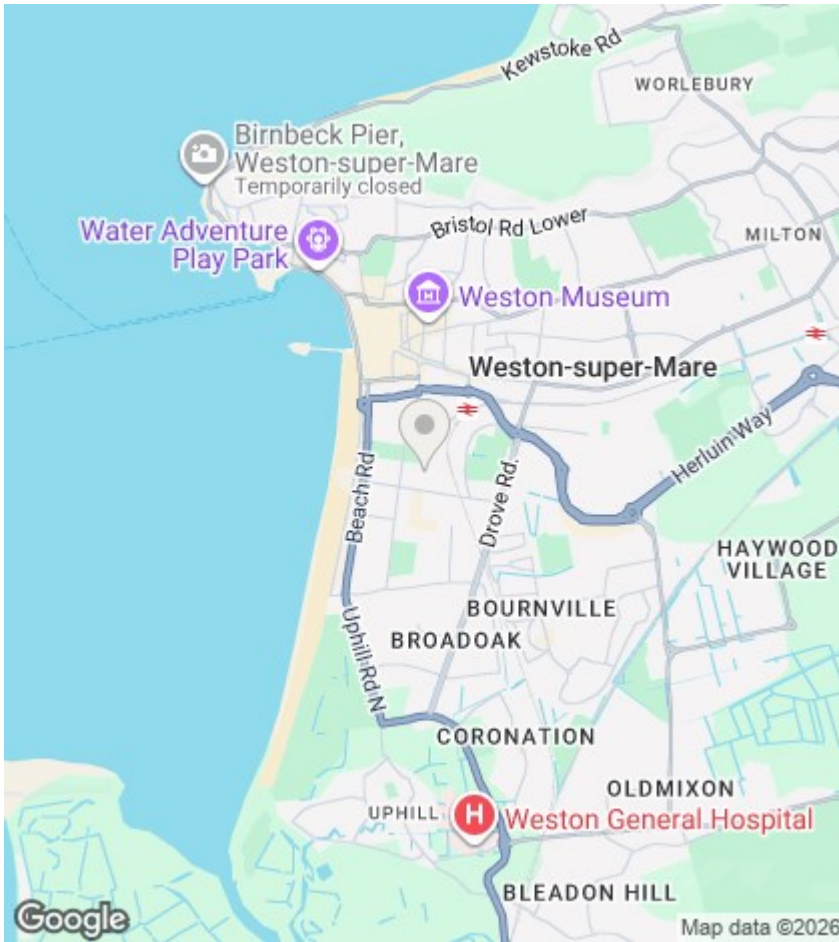 Kewstoke Rd
WORLEBURY
Birnbeck Pier,
Weston-super-Mare
Temporarily closed
Bristol Rd Lower
Water Adventure
Play Park
MILTON
Weston Museum
Weston-super-Mare
Herluin Way
Beach Rd
Drove Rd.
HAYWOOD
VILLAGE
BOURNVILLE
BROADOAK
Uphill Rd N
CORONATION
OLDMIXON
UPHILL
H
Weston General Hospital
BLEADON HILL
Google
Map data ©2026